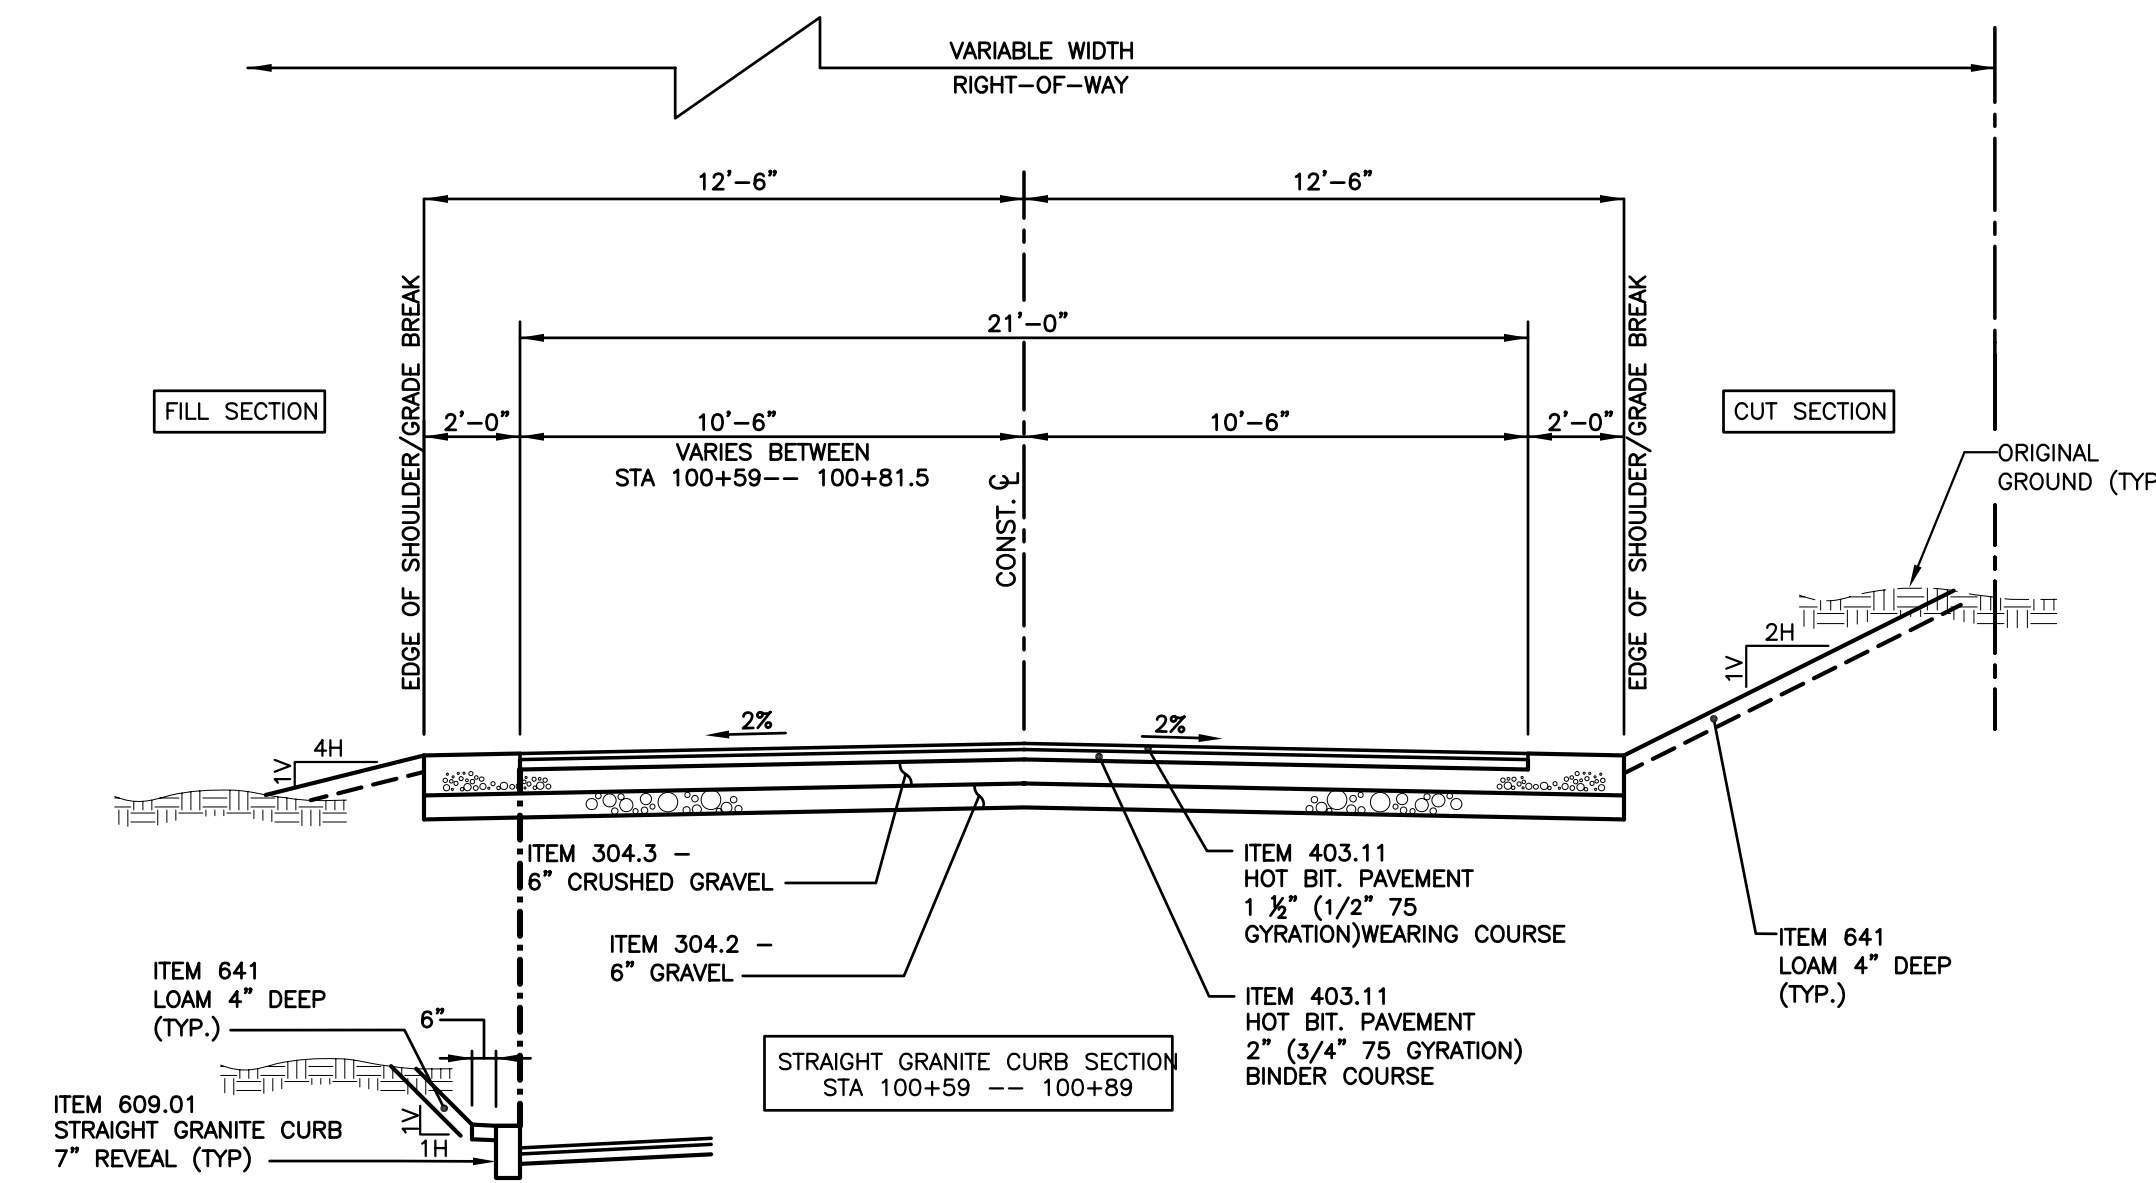 VARIABLE WIDTH
RIGHT-OF-WAY
12'-6"
12'-6"
EDGE OF SHOULDER/GRADE BREAK
EDGE OF SHOULDER/GRADE BREAK
21'-0"
FILL SECTION
CUT SECTION
2'-0"
10'-6"
10'-6"
2'-0"
VARIES BETWEEN
STA 100+59-- 100+81.5
CONST. ℄
ORIGINAL
GROUND (TYP
2H
1V
2%
2%
4H
1V
ITEM 304.3 -
6" CRUSHED GRAVEL
ITEM 403.11
HOT BIT. PAVEMENT
1 ½" (1/2" 75
GYRATION)WEARING COURSE
ITEM 304.2 -
6" GRAVEL
ITEM 641
LOAM 4" DEEP
(TYP.)
ITEM 641
LOAM 4" DEEP
(TYP.)
6"
ITEM 403.11
HOT BIT. PAVEMENT
2" (3/4" 75 GYRATION)
BINDER COURSE
STRAIGHT GRANITE CURB SECTION
STA 100+59 -- 100+89
ITEM 609.01
STRAIGHT GRANITE CURB
7" REVEAL (TYP)
1V
1H